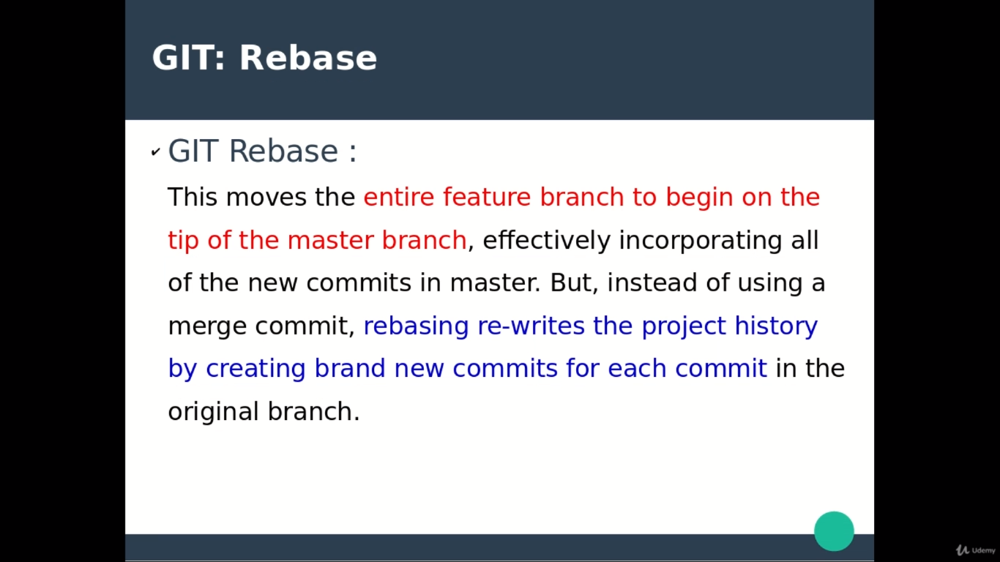 GIT: Rebase
✔ GIT Rebase :
This moves the entire feature branch to begin on the
tip of the master branch, effectively incorporating all
of the new commits in master. But, instead of using a
merge commit, rebasing re-writes the project history
by creating brand new commits for each commit in the
original branch.
Udemy